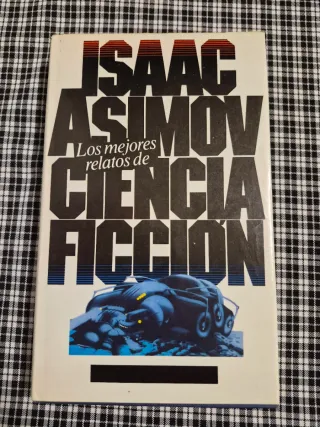 ISAAC
ASIMOV
Los mejores
relatos de
CIENCIA
FICCIÓN